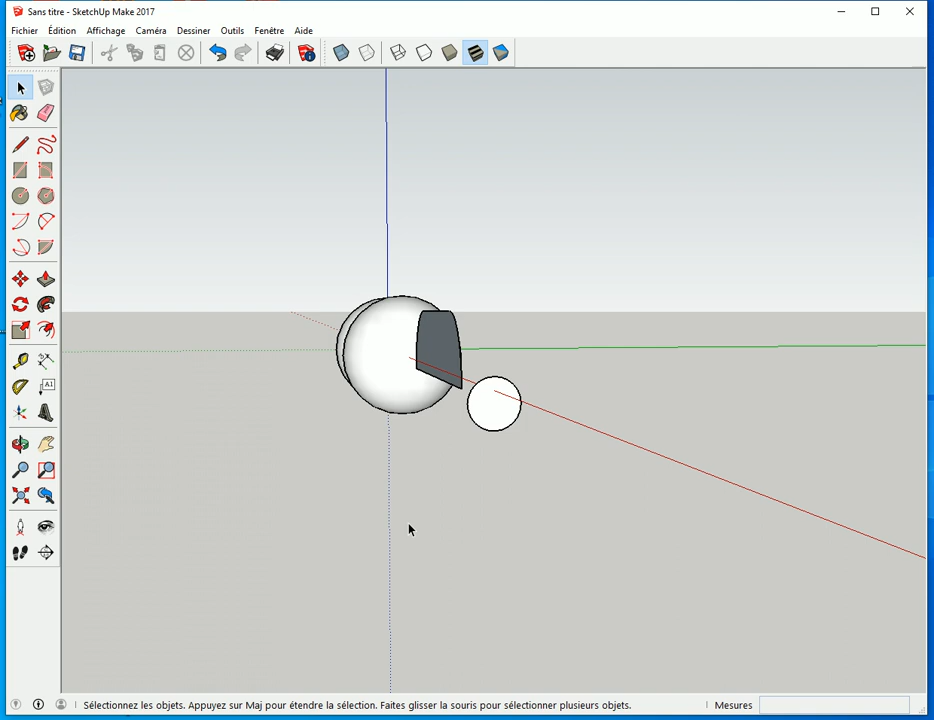 Sans titre - SketchUp Make 2017
Fichier Édition Affichage Caméra Dessiner Outils Fenêtre Aide
A1
Sélectionnez les objets. Appuyez sur Maj pour étendre la sélection. Faites glisser la souris pour sélectionner plusieurs objets. Mesures